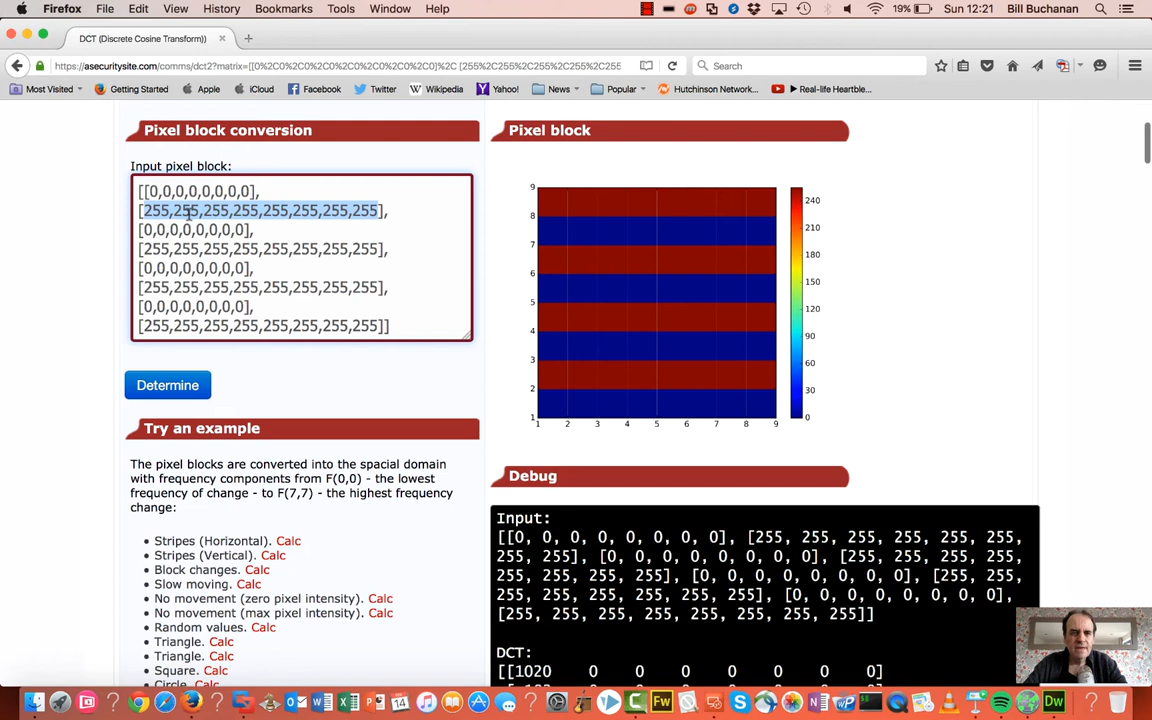 Firefox File Edit View History Bookmarks Tools Window Help 19% Sun 12:21 Bill Buchanan
DCT (Discrete Cosine Transform))
https://asecuritysite.com/comms/dct2?matrix=[[0%2C0%2C0%2C0%2C0%2C0%2C0%2C0]%2C [255%2C255%2C255%2C255%2C255 Search
Most Visited Getting Started Apple iCloud Facebook Twitter Wikipedia Yahoo! News Popular Hutchinson Network... Real-life Heartble...
Pixel block conversion
Input pixel block:
[[0,0,0,0,0,0,0,0],
[255,255,255,255,255,255,255,255],
[0,0,0,0,0,0,0,0],
[255,255,255,255,255,255,255,255],
[0,0,0,0,0,0,0,0],
[255,255,255,255,255,255,255,255],
[0,0,0,0,0,0,0,0],
[255,255,255,255,255,255,255,255]]
Determine
Try an example
The pixel blocks are converted into the spacial domain
with frequency components from F(0,0) - the lowest
frequency of change - to F(7,7) - the highest frequency
change:
• Stripes (Horizontal). Calc
• Stripes (Vertical). Calc
• Block changes. Calc
• Slow moving. Calc
• No movement (zero pixel intensity). Calc
• No movement (max pixel intensity). Calc
• Random values. Calc
• Triangle. Calc
• Triangle. Calc
• Square. Calc
• Circle. Calc
Pixel block
9
8
7
6
5
4
3
2
1
1 2 3 4 5 6 7 8 9
240
210
180
150
120
90
60
30
0
Debug
Input:
[[0, 0, 0, 0, 0, 0, 0, 0], [255, 255, 255, 255, 255,
255, 255, 255], [0, 0, 0, 0, 0, 0, 0, 0], [255, 255,
255, 255, 255, 255, 255, 255], [0, 0, 0, 0, 0, 0, 0, 0], [255, 255,
255, 255, 255, 255, 255, 255], [0, 0, 0, 0, 0, 0, 0, 0],
[255, 255, 255, 255, 255, 255, 255, 255]]
DCT:
[[1020 0 0 0 0 0 0 0]